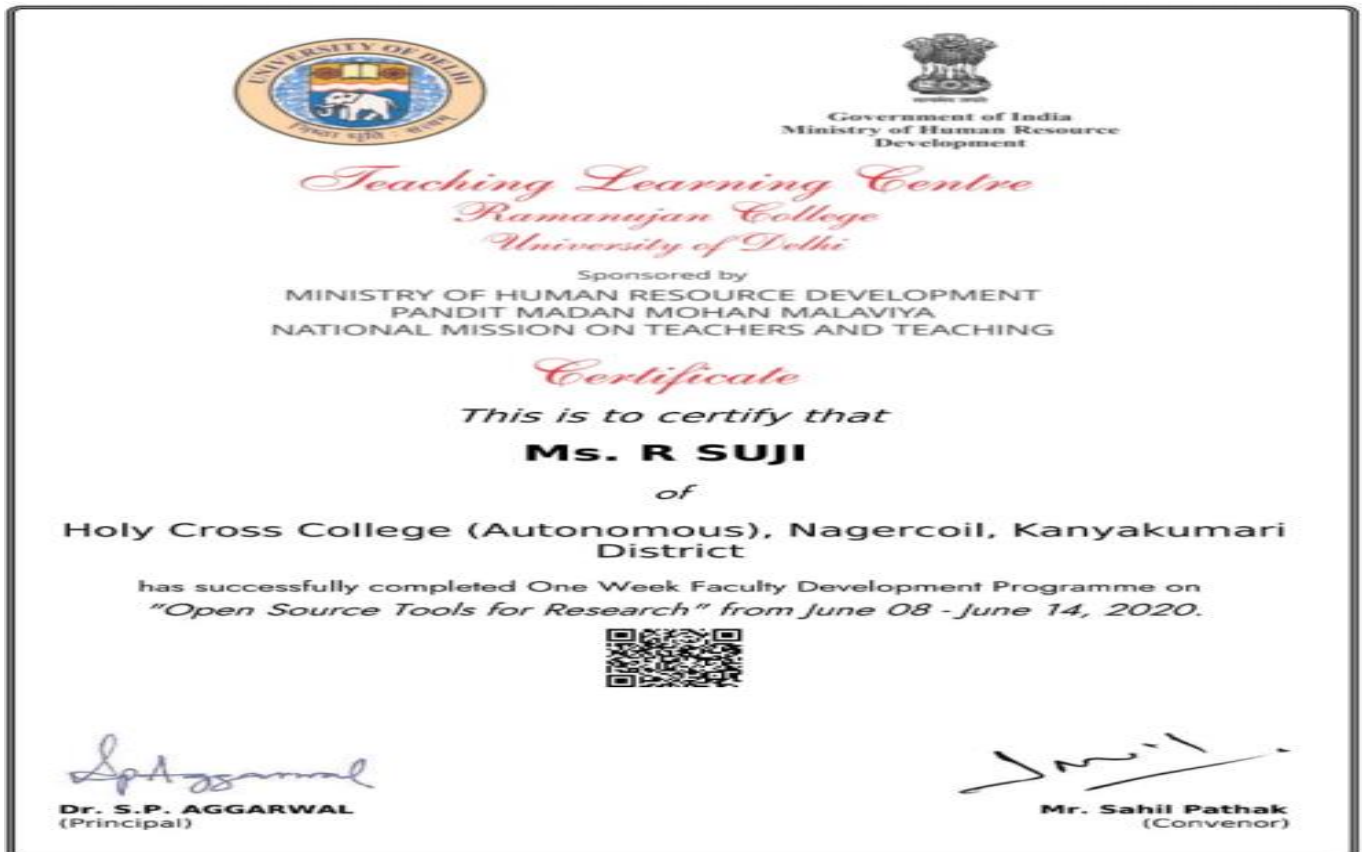 UNIVERSITY OF DELHI
Government of India
Ministry of Human Resource
Development
Teaching Learning Centre
Ramanujan College
University of Delhi
Sponsored by
MINISTRY OF HUMAN RESOURCE DEVELOPMENT
PANDIT MADAN MOHAN MALAVIYA
NATIONAL MISSION ON TEACHERS AND TEACHING
Certificate
This is to certify that
Ms. R SUJI
of
Holy Cross College (Autonomous), Nagercoil, Kanyakumari
District
has successfully completed One Week Faculty Development Programme on
"Open Source Tools for Research" from June 08 - June 14, 2020.
SpAggarwal
Dr. S.P. AGGARWAL
(Principal)
Mr. Sahil Pathak
(Convenor)